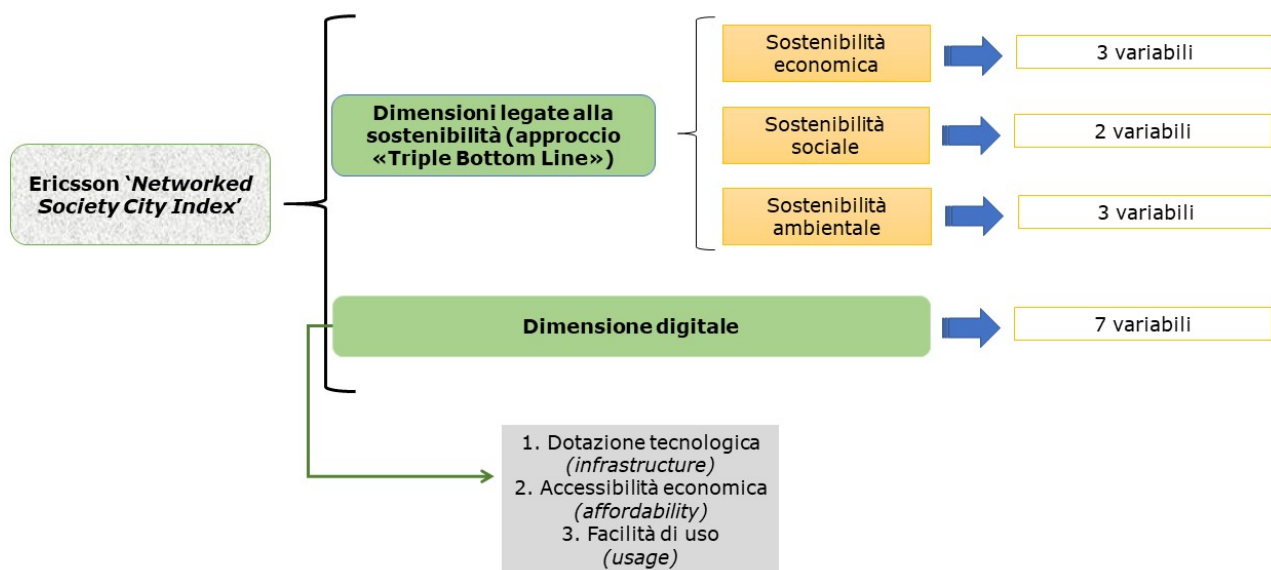 Ericsson ‘Networked
Society City Index’
Dimensioni legate alla
sostenibilità (approccio
«Triple Bottom Line»)
Sostenibilità
economica
3 variabili
Sostenibilità
sociale
2 variabili
Sostenibilità
ambientale
3 variabili
Dimensione digitale
7 variabili
1. Dotazione tecnologica
(infrastructure)
2. Accessibilità economica
(affordability)
3. Facilità di uso
(usage)